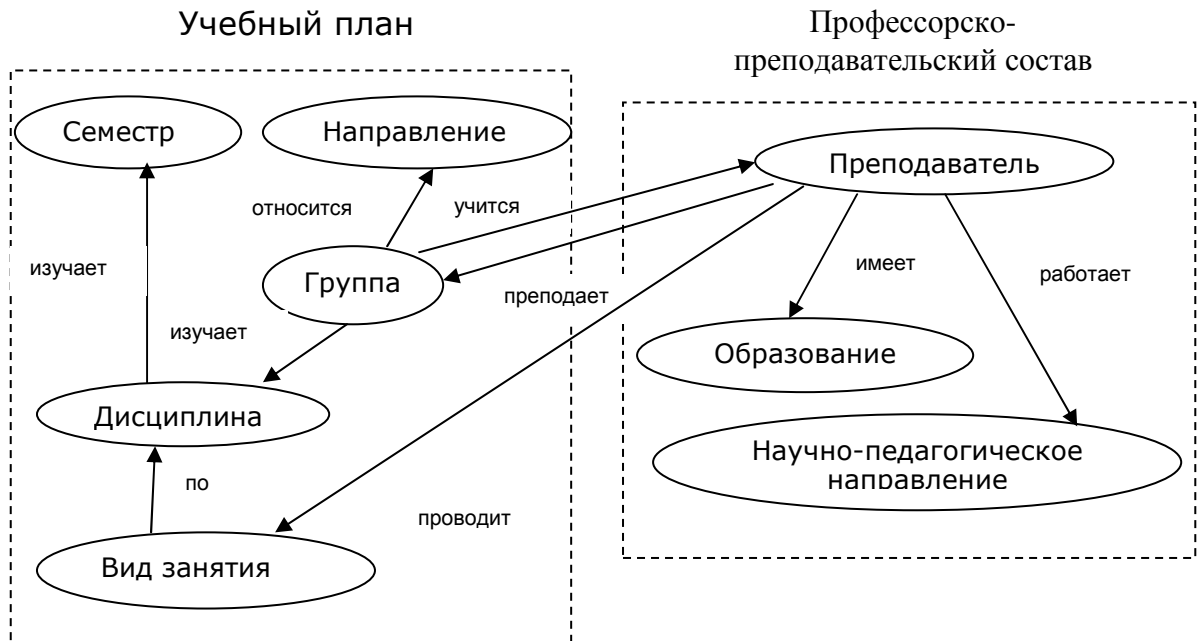 Учебный план
Профессорско-
преподавательский состав
Семестр
Направление
Преподаватель
относится
учится
изучает
Группа
преподает
имеет
работает
изучает
Образование
Дисциплина
Научно-педагогическое
направление
по
проводит
Вид занятия